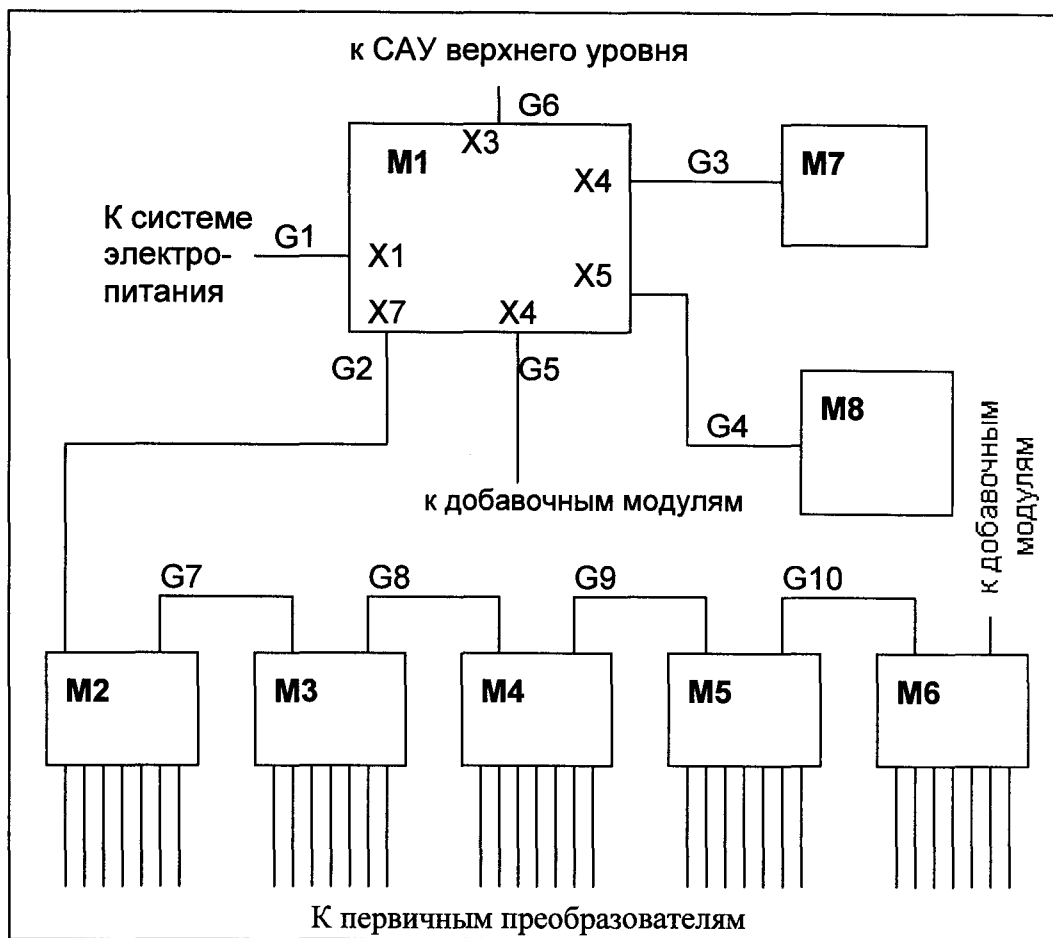 к САУ верхнего уровня
G6
X3
M1
X4
G3
M7
К системе
электро-
питания
G1
X1
X5
X7
X4
G2
G5
G4
M8
к добавочным модулям
к добавочным
модулям
G7
G8
G9
G10
M2
M3
M4
M5
M6
К первичным преобразователям